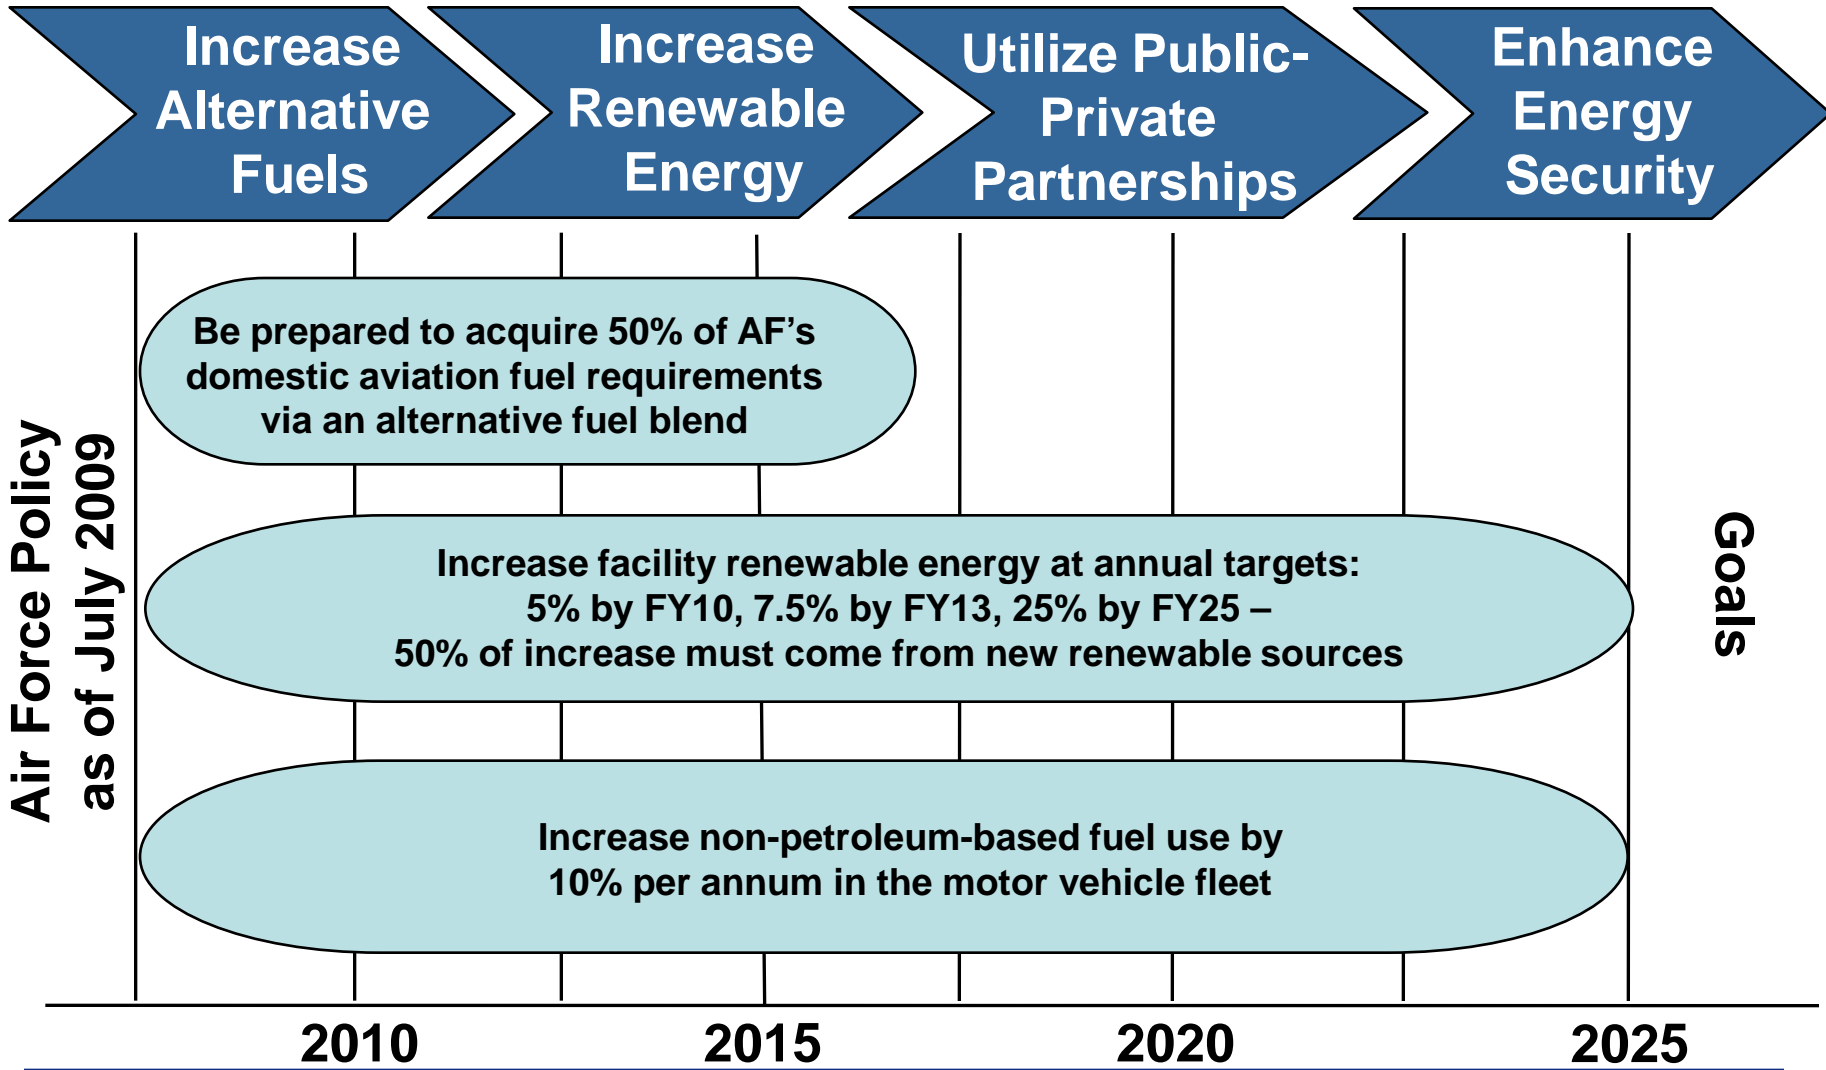 Increase
Alternative
Fuels
Increase
Renewable
Energy
Utilize Public-
Private
Partnerships
Enhance
Energy
Security
Air Force Policy
as of July 2009
Be prepared to acquire 50% of AF’s
domestic aviation fuel requirements
via an alternative fuel blend
Increase facility renewable energy at annual targets:
5% by FY10, 7.5% by FY13, 25% by FY25 –
50% of increase must come from new renewable sources
Increase non-petroleum-based fuel use by
10% per annum in the motor vehicle fleet
Goals
2010
2015
2020
2025